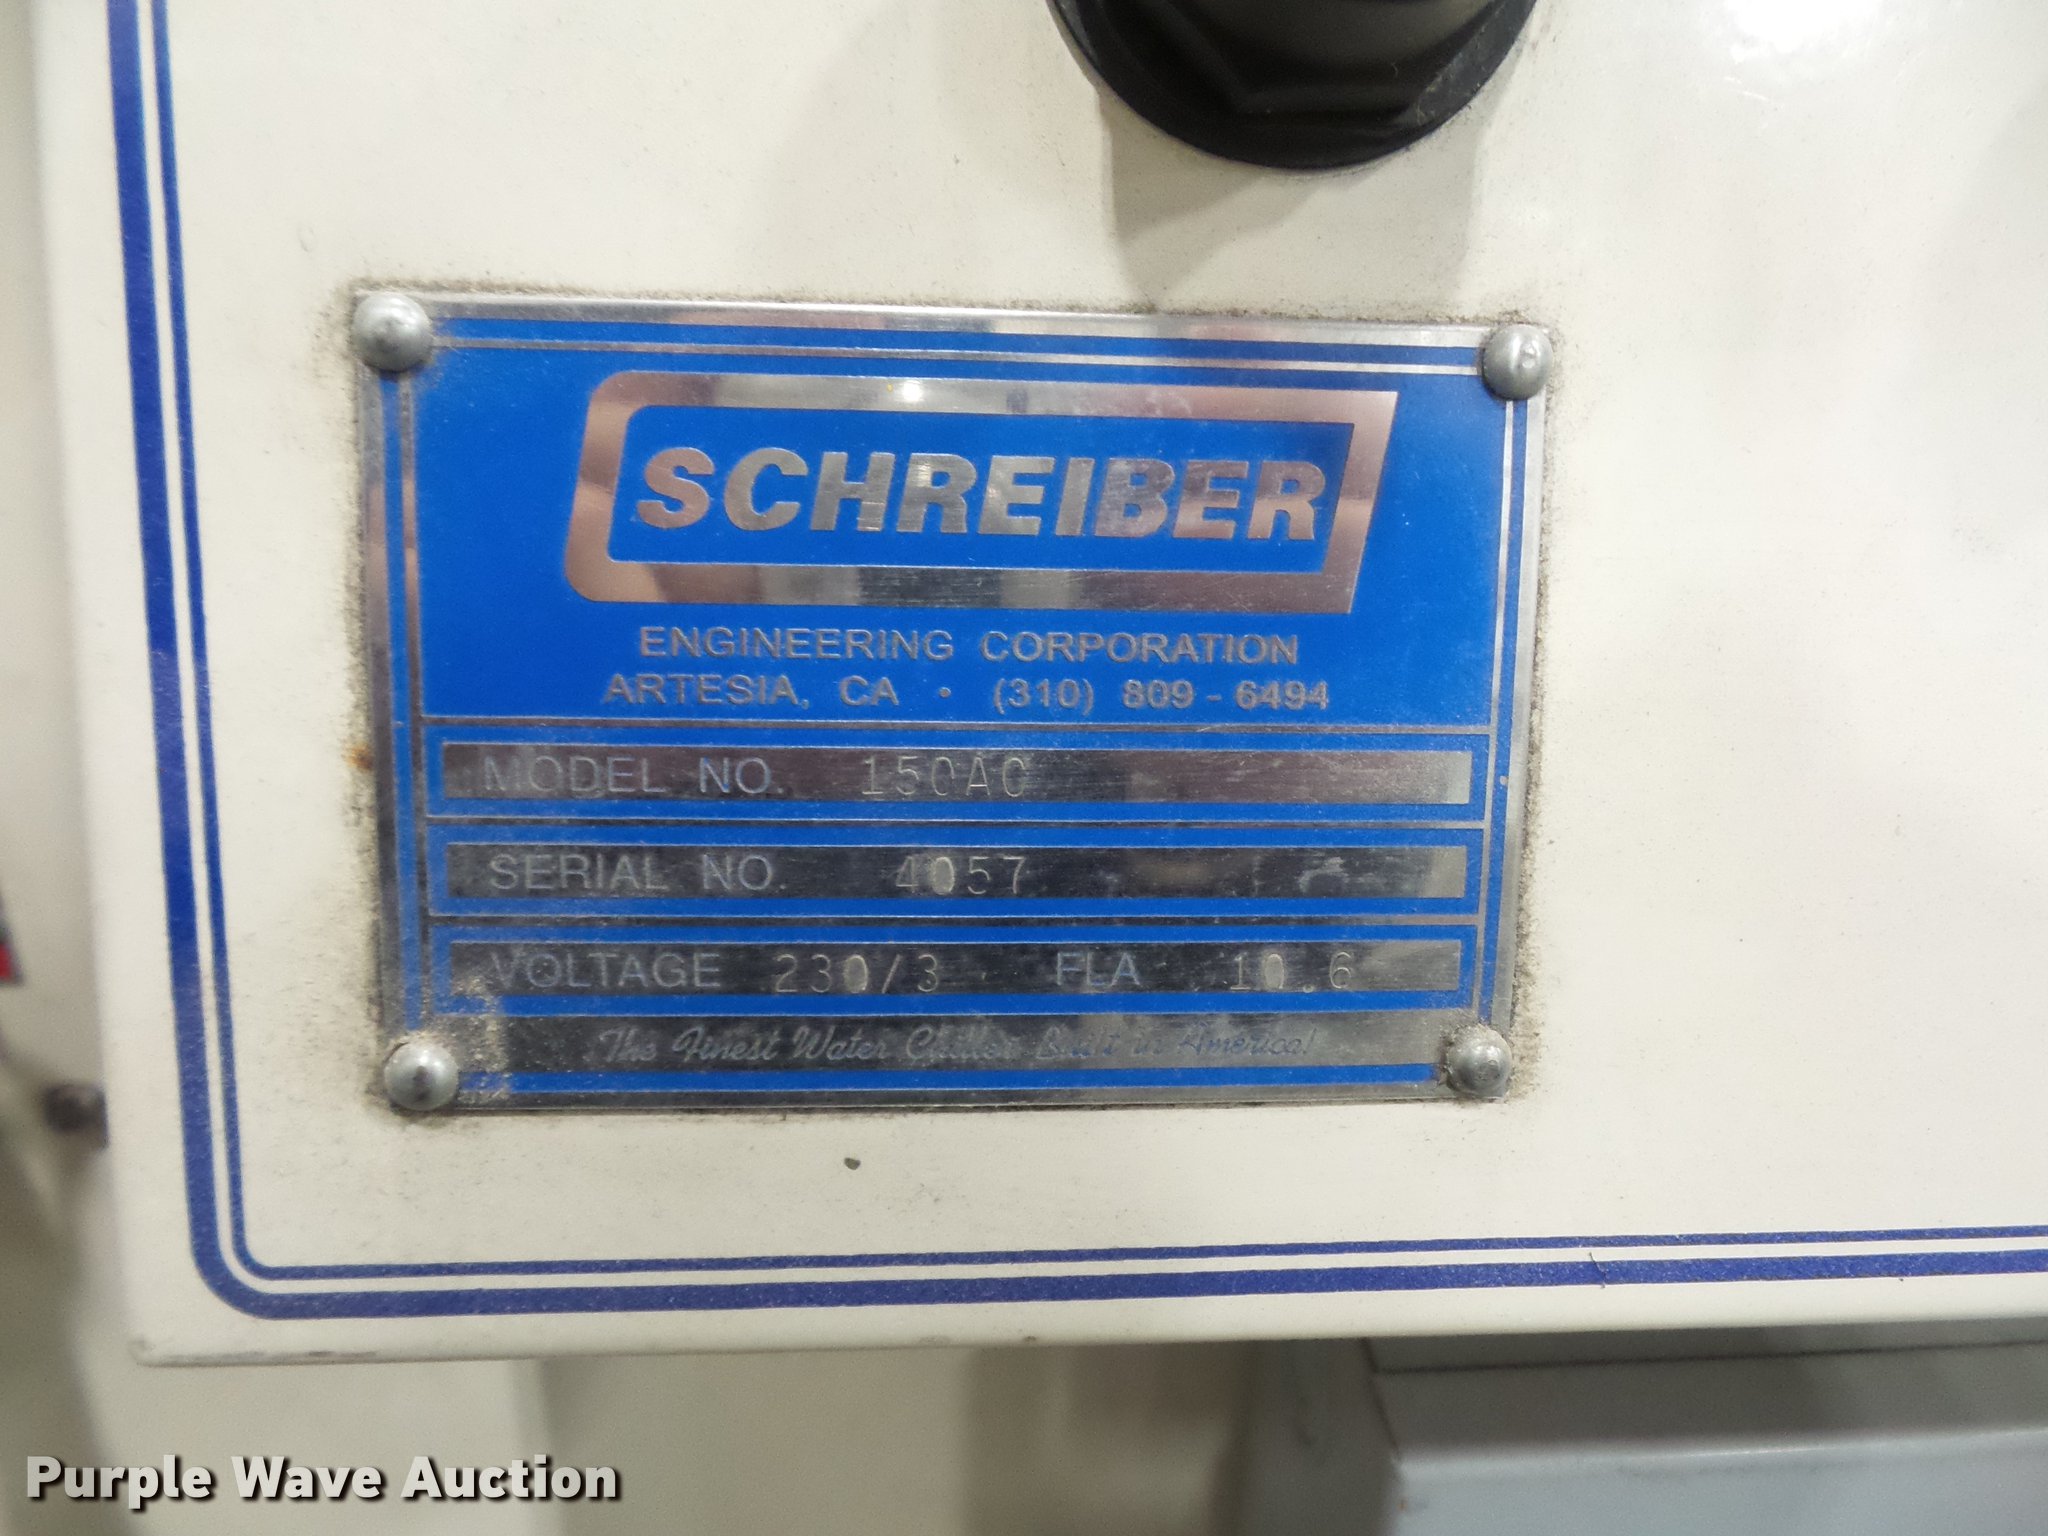 SCHREIBER
ENGINEERING CORPORATION
ARTESIA, CA • (310) 809-6494
MODEL NO. 150AC
SERIAL NO. 4057
VOLTAGE 230/3 FLA 10.6
The Finest Water Chiller Built in America!
Purple Wave Auction